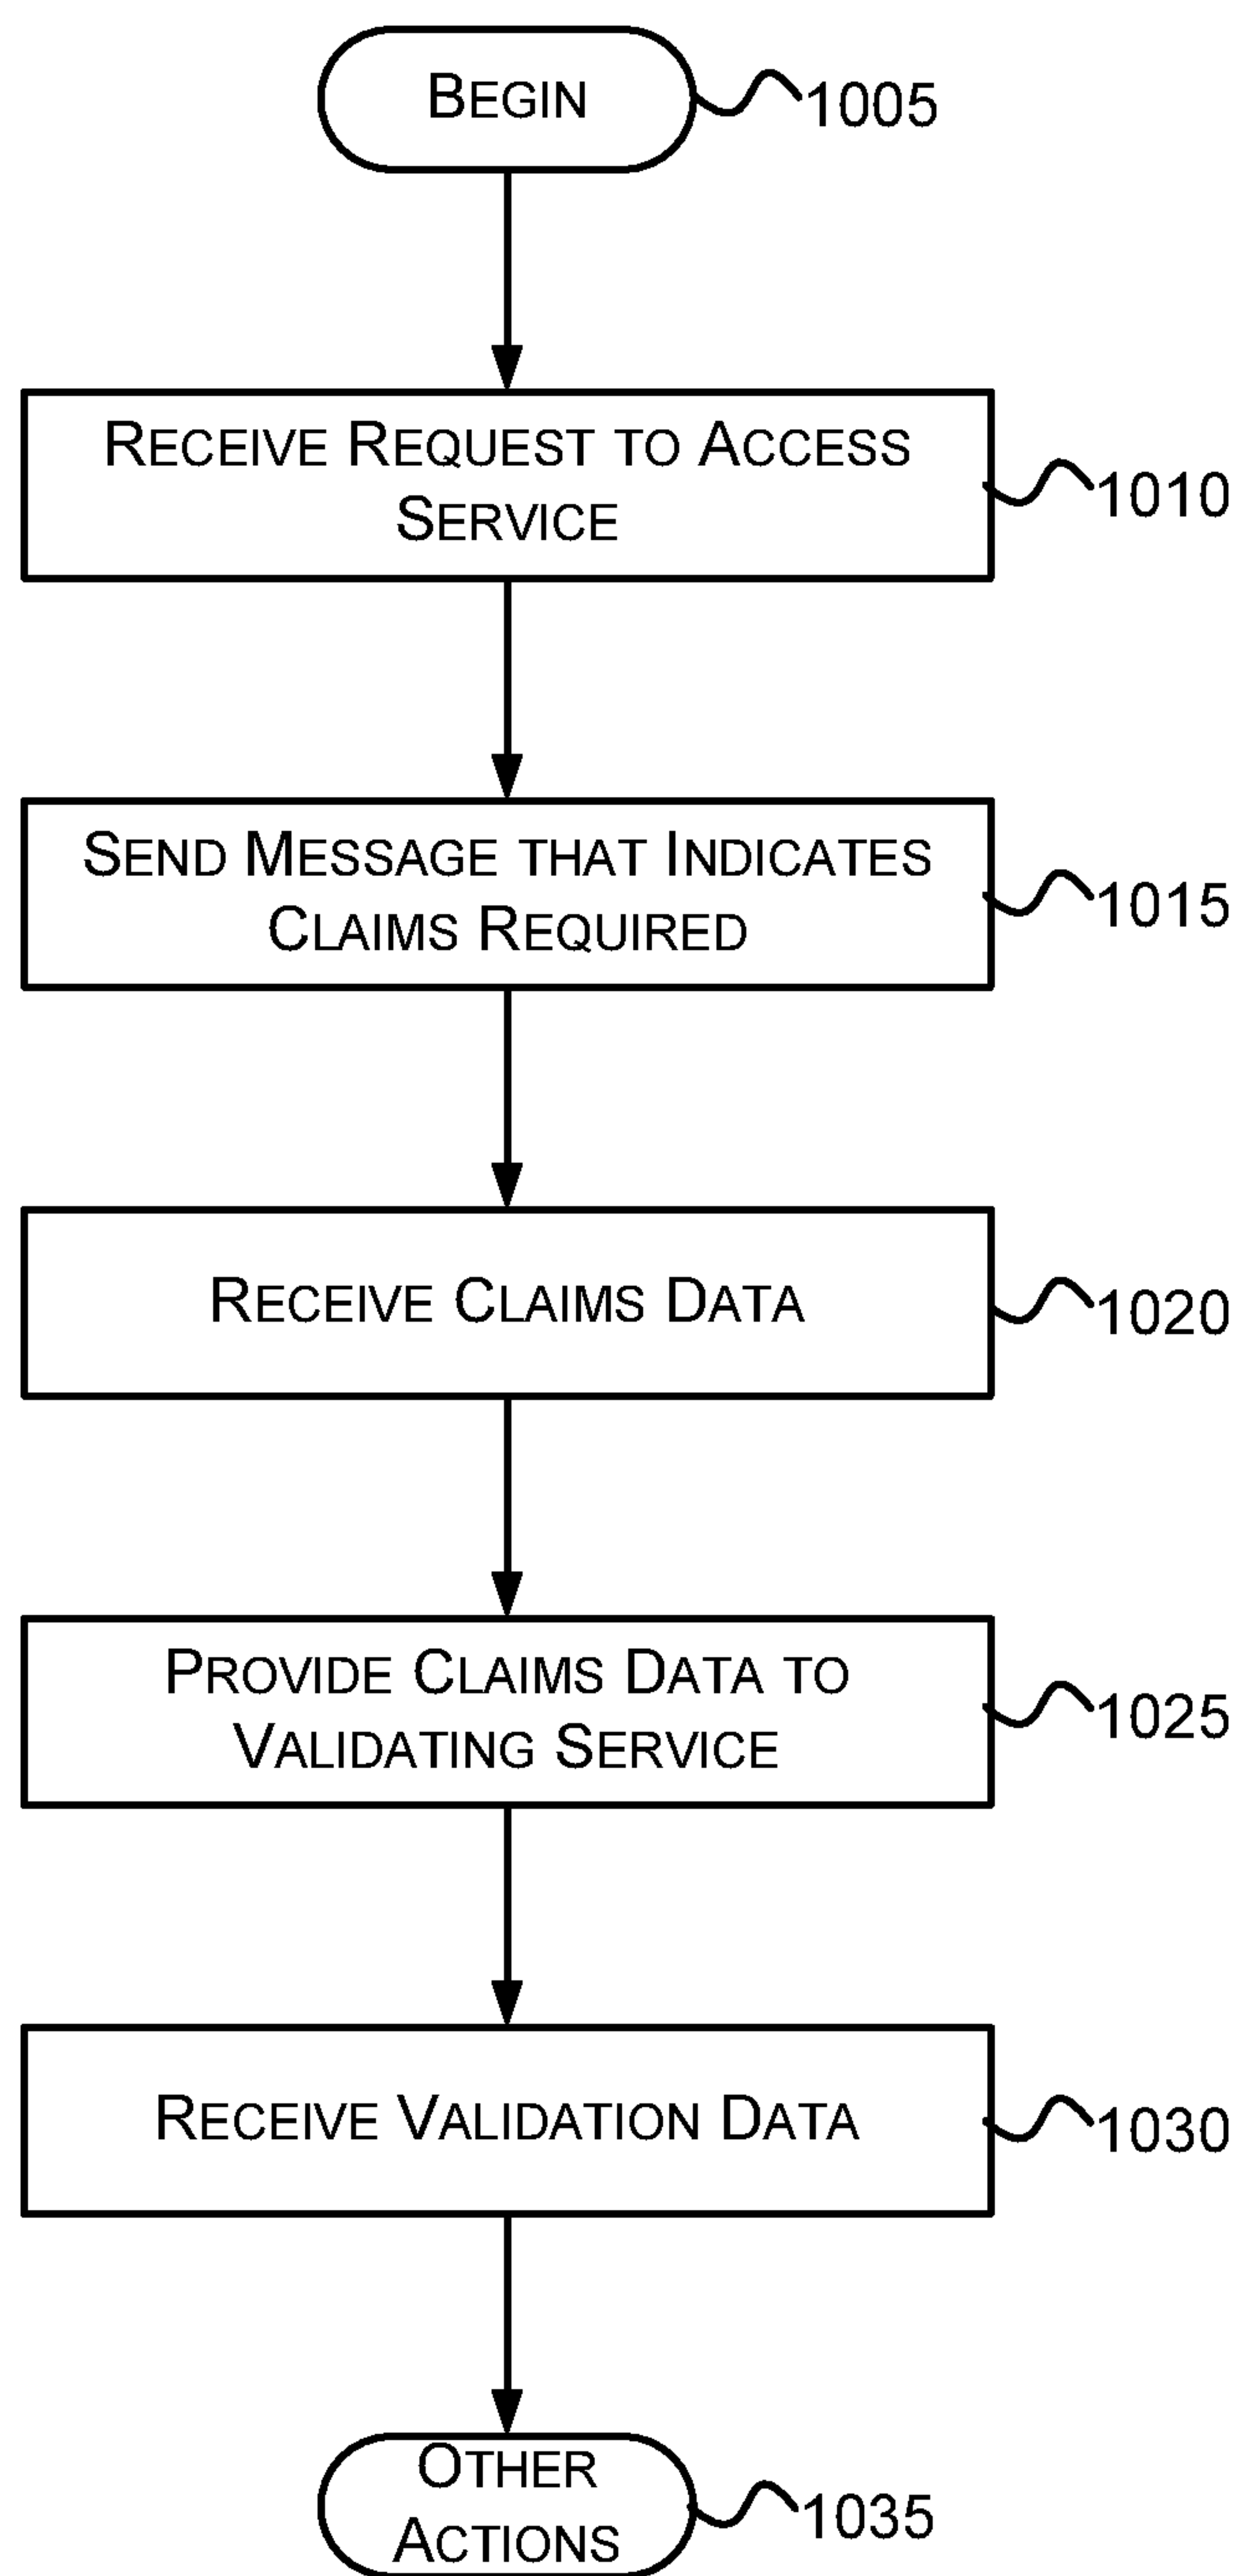 BEGIN
1005
RECEIVE REQUEST TO ACCESS
SERVICE
1010
SEND MESSAGE THAT INDICATES
CLAIMS REQUIRED
1015
RECEIVE CLAIMS DATA
1020
PROVIDE CLAIMS DATA TO
VALIDATING SERVICE
1025
RECEIVE VALIDATION DATA
1030
OTHER
ACTIONS
1035